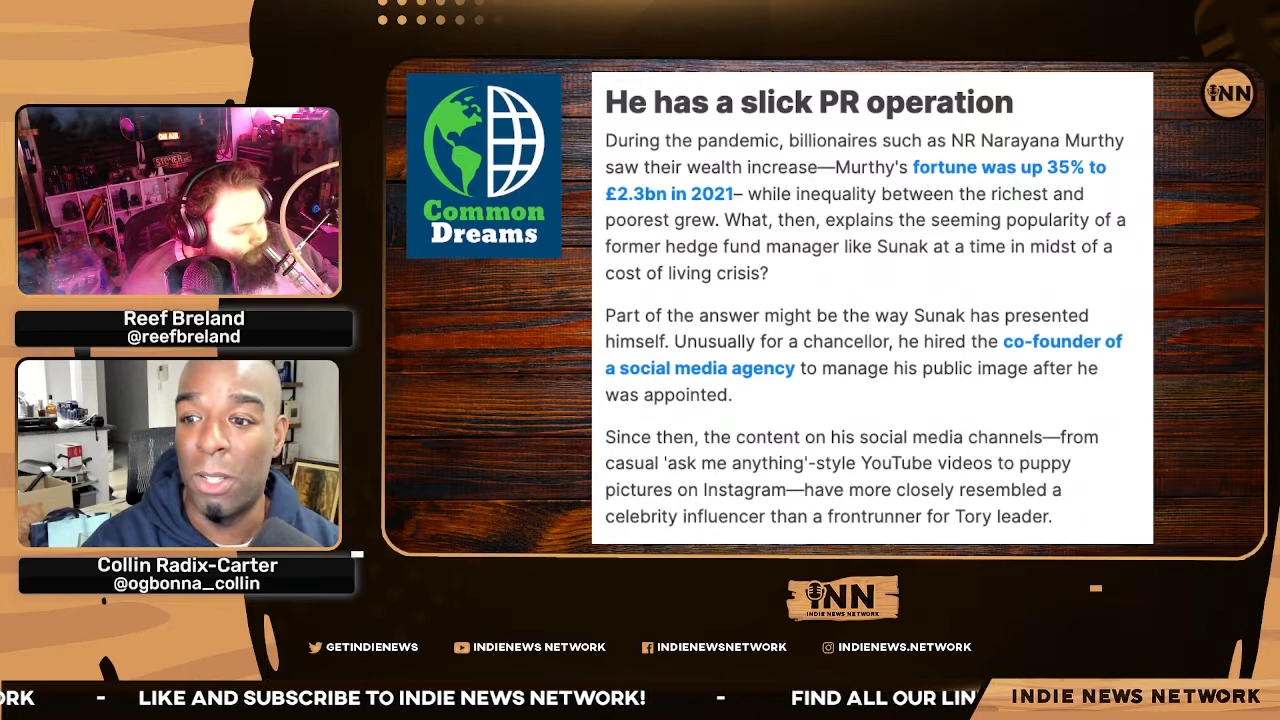 ON AIR
Reef Breland
@reefbreland
Collin Radix-Carter
@ogbonna_collin
Common
Dreams
He has a slick PR operation
During the pandemic, billionaires such as NR Narayana Murthy
saw their wealth increase—Murthy's fortune was up 35% to
£2.3bn in 2021– while inequality between the richest and
poorest grew. What, then, explains the seeming popularity of a
former hedge fund manager like Sunak at a time in midst of a
cost of living crisis?
Part of the answer might be the way Sunak has presented
himself. Unusually for a chancellor, he hired the co-founder of
a social media agency to manage his public image after he
was appointed.
Since then, the content on his social media channels—from
casual 'ask me anything'-style YouTube videos to puppy
pictures on Instagram—have more closely resembled a
celebrity influencer than a frontrunner for Tory leader.
INN
INN
INDIE NEWS NETWORK
GETINDIENEWS
INDIENEWS NETWORK
INDIENEWSNETWORK
INDIENEWS.NETWORK
ORK - LIKE AND SUBSCRIBE TO INDIE NEWS NETWORK! - FIND ALL OUR LIN
INDIE NEWS NETWORK